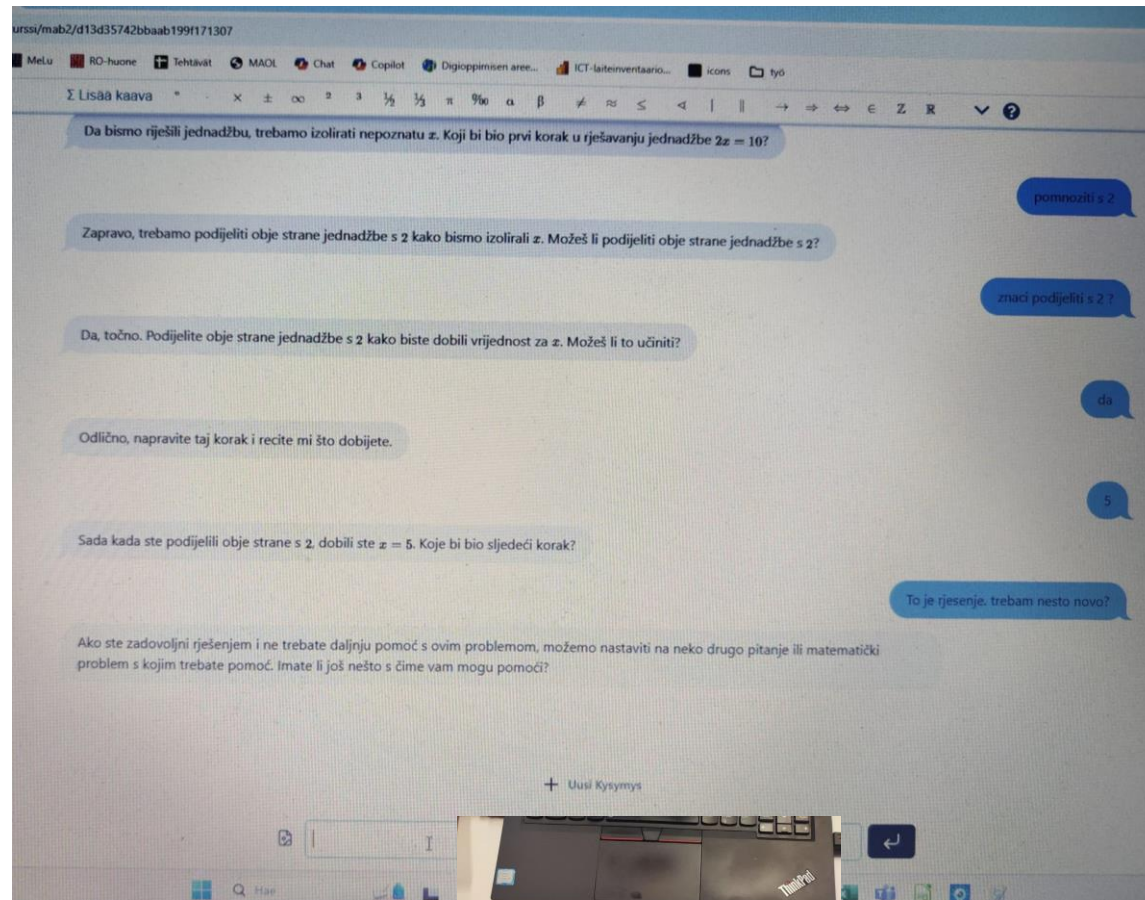 urssi/mab2/d13d35742bbaab199f171307
MeLu RO-huone Tehtävät MAOL Chat Copilot Digioppimisen aree... ICT-laiteinventaario... icons työ
Σ Lisää kaava ° · × ± ∞ ² ³ ½ ⅓ π ‰ α β ≠ ≈ ≤ ∢ | ∥ → ⇒ ⇔ ∈ Z R
Da bismo riješili jednadžbu, trebamo izolirati nepoznatu x. Koji bi bio prvi korak u rješavanju jednadžbe 2x = 10?
pomnoziti s 2
Zapravo, trebamo podijeliti obje strane jednadžbe s 2 kako bismo izolirali x. Možeš li podijeliti obje strane jednadžbe s 2?
znaci podijeliti s 2 ?
Da, točno. Podijelite obje strane jednadžbe s 2 kako biste dobili vrijednost za x. Možeš li to učiniti?
da
Odlično, napravite taj korak i recite mi što dobijete.
5
Sada kada ste podijelili obje strane s 2, dobili ste x = 5. Koje bi bio sljedeći korak?
To je rjesenje. trebam nesto novo?
Ako ste zadovoljni rješenjem i ne trebate daljnju pomoć s ovim problemom, možemo nastaviti na neko drugo pitanje ili matematički
problem s kojim trebate pomoć. Imate li još nešto s čime vam mogu pomoći?
+ Uusi Kysymys
Hae
ThinkPad